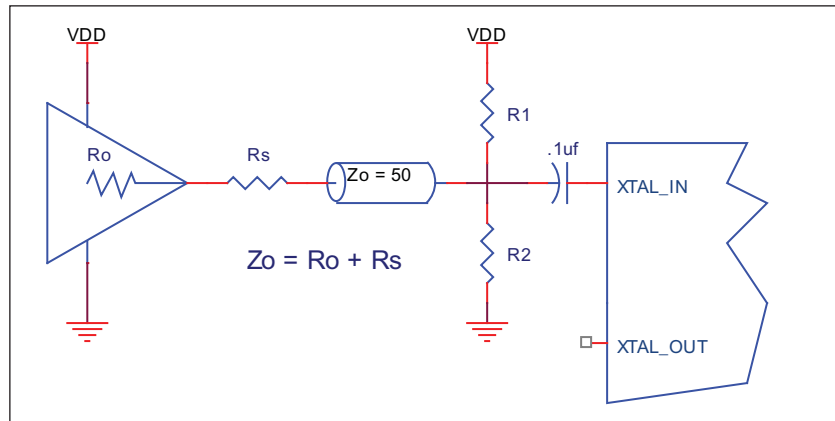 VDD
VDD
R1
Ro
Rs
Zo = 50
.1uf
XTAL_IN
Zo = Ro + Rs
R2
XTAL_OUT